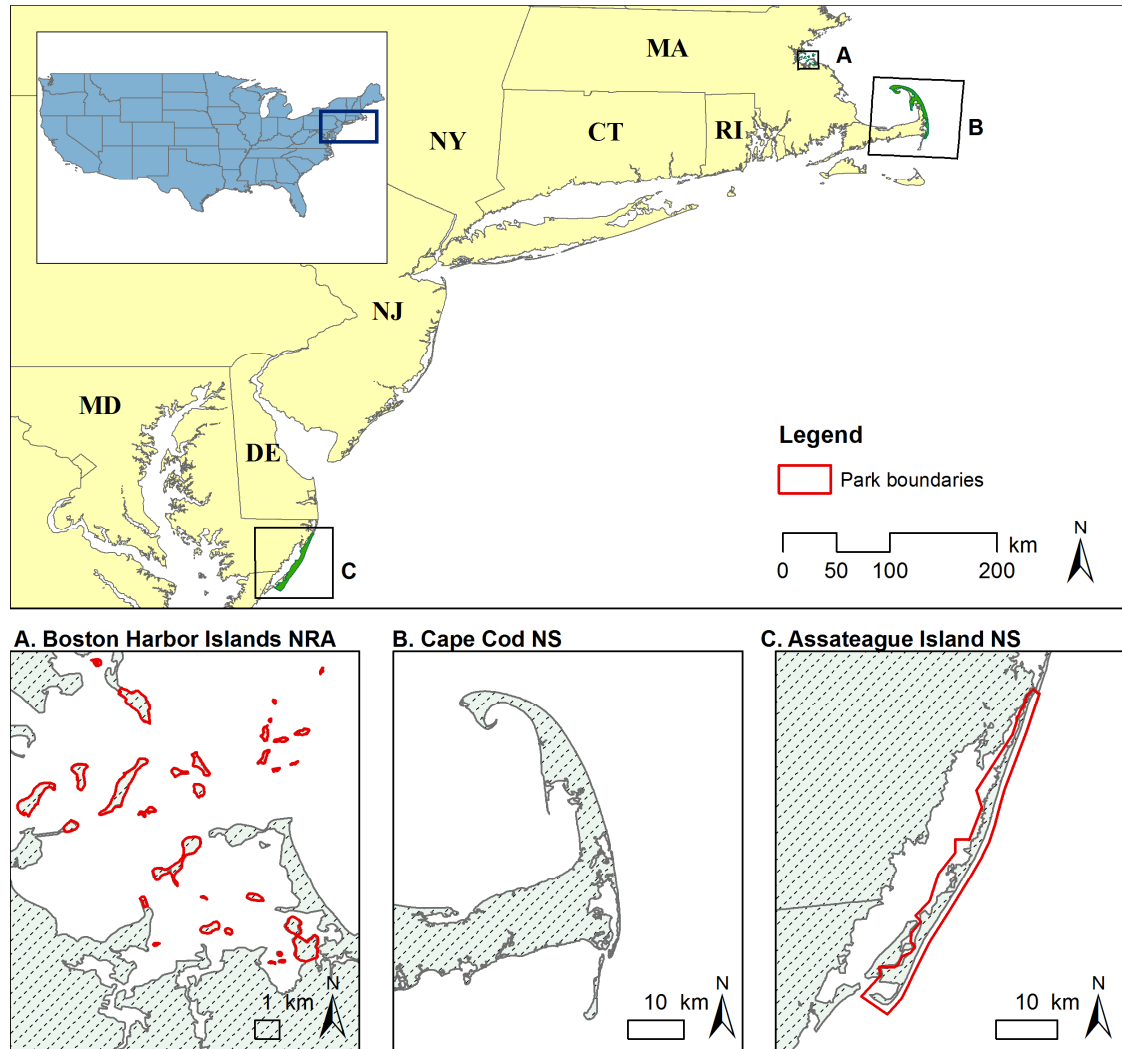 MA
A
B
NY
CT
RI
NJ
MD
DE
C
Legend
Park boundaries
N
km
0 50 100 200
A. Boston Harbor Islands NRA
B. Cape Cod NS
C. Assateague Island NS
N
1 km
N
10 km
N
10 km